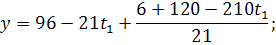 y = 96 − 21t₁ + (6 + 120 − 210t₁)/21;